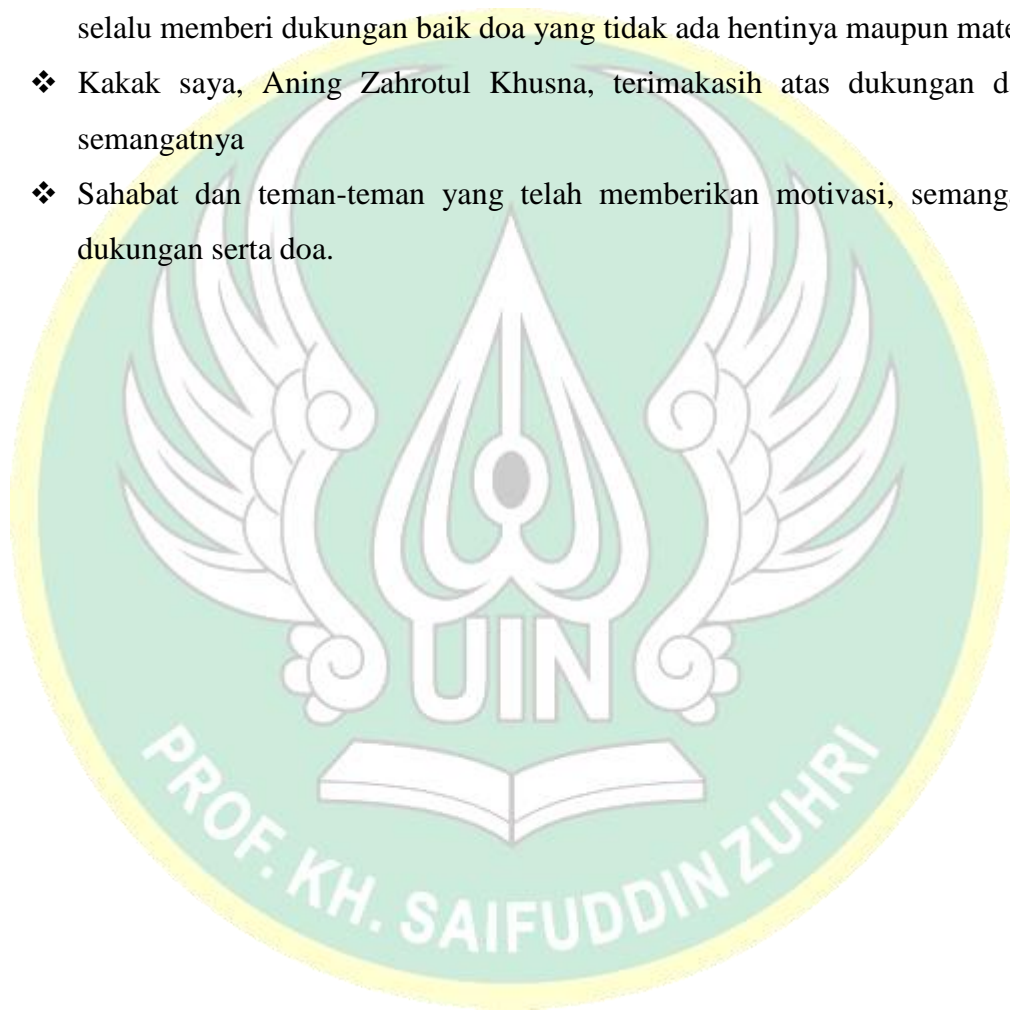 selalu memberi dukungan baik doa yang tidak ada hentinya maupun mate
❖ Kakak saya, Aning Zahrotul Khusna, terimakasih atas dukungan d
semangatnya
❖ Sahabat dan teman-teman yang telah memberikan motivasi, semang
dukungan serta doa.
UIN
PROF. KH. SAIFUDDIN ZUHRI